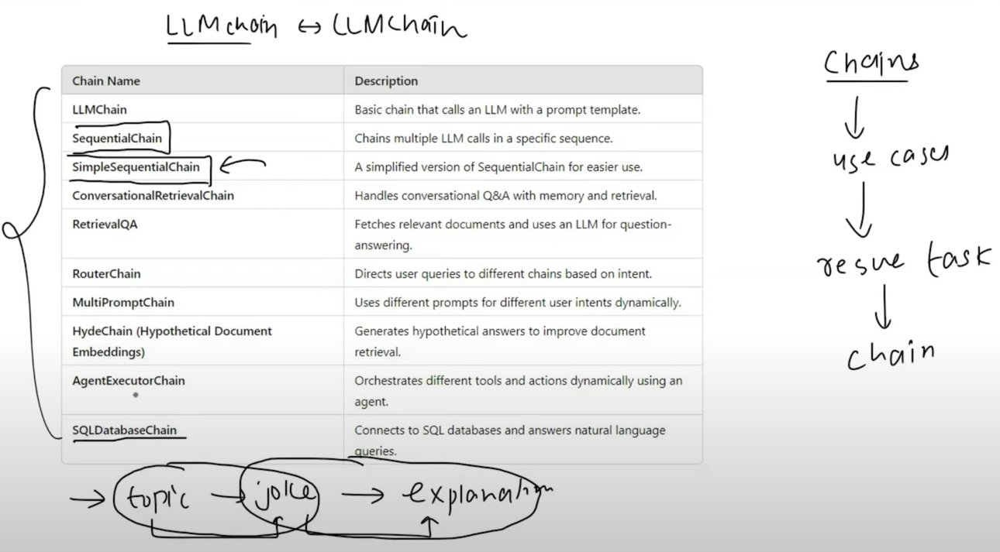 LLMchain ↔ LLMChain
Chain Name Description
LLMChain Basic chain that calls an LLM with a prompt template.
SequentialChain Chains multiple LLM calls in a specific sequence.
SimpleSequentialChain A simplified version of SequentialChain for easier use.
ConversationalRetrievalChain Handles conversational Q&A with memory and retrieval.
RetrievalQA Fetches relevant documents and uses an LLM for question-
answering.
RouterChain Directs user queries to different chains based on intent.
MultiPromptChain Uses different prompts for different user intents dynamically.
HydeChain (Hypothetical Document Generates hypothetical answers to improve document
Embeddings) retrieval.
AgentExecutorChain Orchestrates different tools and actions dynamically using an
agent.
SQLDatabaseChain Connects to SQL databases and answers natural language
queries.
→ topic → joke → explanation
Chains
↓
use cases
↓
resue task
↓
chain